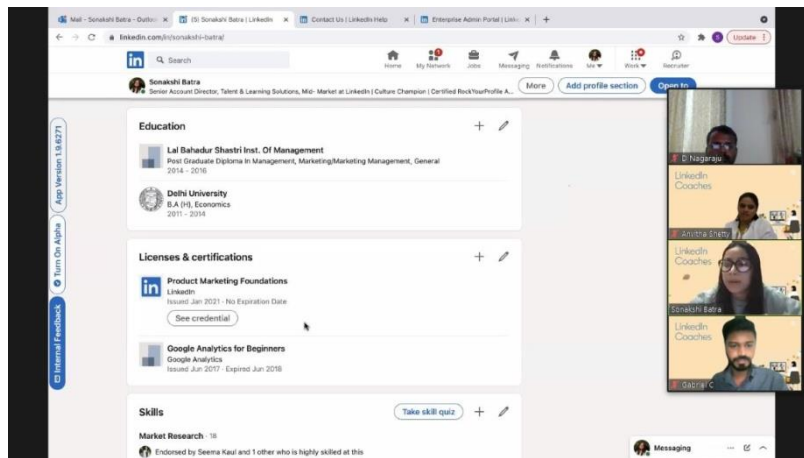 Mail - Sonakshi Batra - Outloo
(5) Sonakshi Batra | LinkedIn
Contact Us | LinkedIn Help
Enterprise Admin Portal | Link
linkedin.com/in/sonakshi-batra/
Update
in
Search
Home
My Network
Jobs
Messaging
Notifications
Me
Work
Recruiter
Sonakshi Batra
Senior Account Director, Talent & Learning Solutions, Mid- Market at LinkedIn | Culture Champion | Certified RockYourProfile A...
More
Add profile section
Open to
App Version 1.9.6271
Turn On Alpha
Internal Feedback
Education
Lal Bahadur Shastri Inst. Of Management
Post Graduate Diploma In Management, Marketing/Marketing Management, General
2014 - 2016
Delhi University
B.A (H), Economics
2011 - 2014
Licenses & certifications
in
Product Marketing Foundations
LinkedIn
Issued Jan 2021 · No Expiration Date
See credential
Google Analytics for Beginners
Google Analytics
Issued Jun 2017 · Expired Jun 2018
Skills
Take skill quiz
Market Research · 18
Endorsed by Seema Kaul and 1 other who is highly skilled at this
Messaging
D Nagaraju
LinkedIn
Coaches
Anvitha Shetty
LinkedIn
Coaches
Sonakshi Batra
LinkedIn
Coaches
Gabriel C